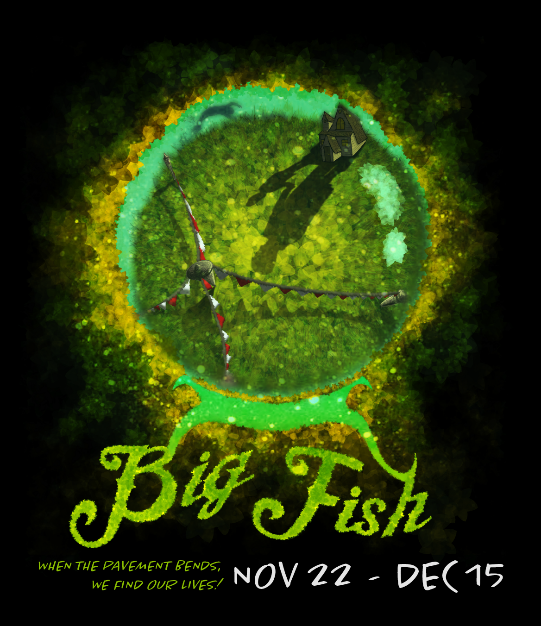 Big Fish
WHEN THE PAVEMENT BENDS,
WE FIND OUR LIVES!
NOV 22 - DEC 15